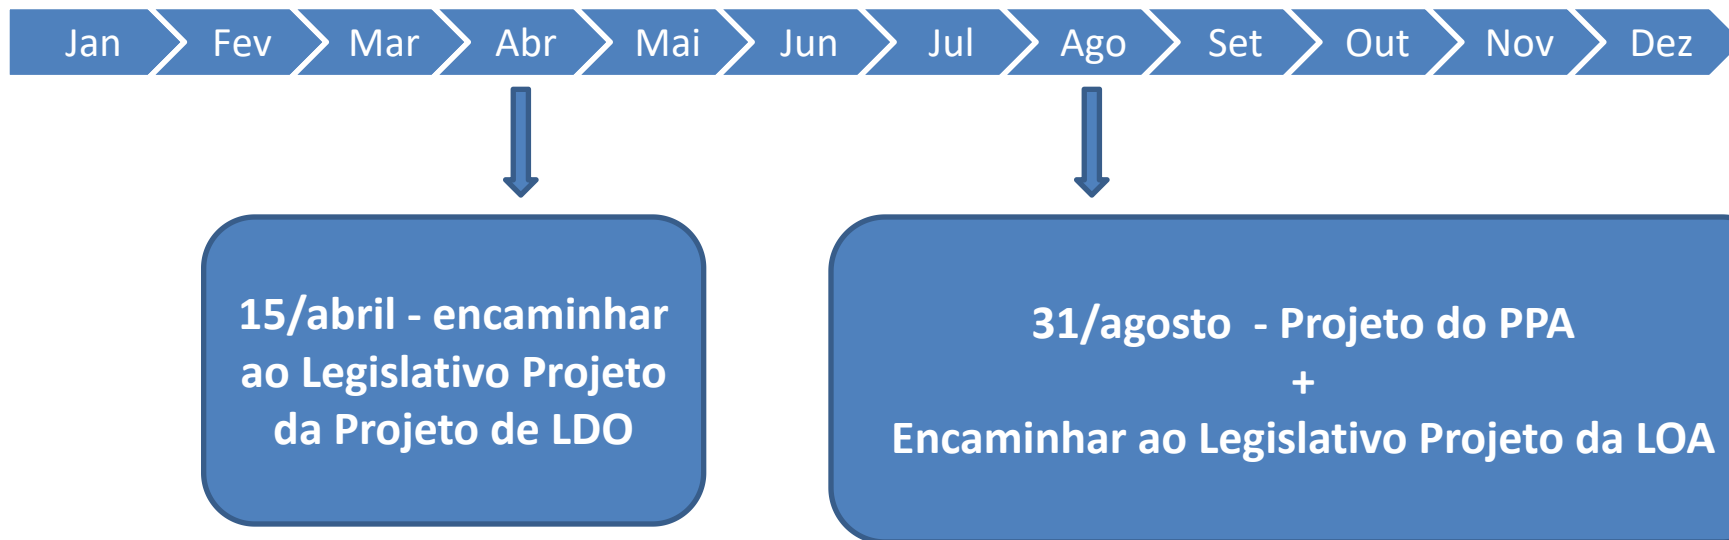 Jan Fev Mar Abr Mai Jun Jul Ago Set Out Nov Dez
15/abril - encaminhar
ao Legislativo Projeto
da Projeto de LDO
31/agosto - Projeto do PPA
+
Encaminhar ao Legislativo Projeto da LOA